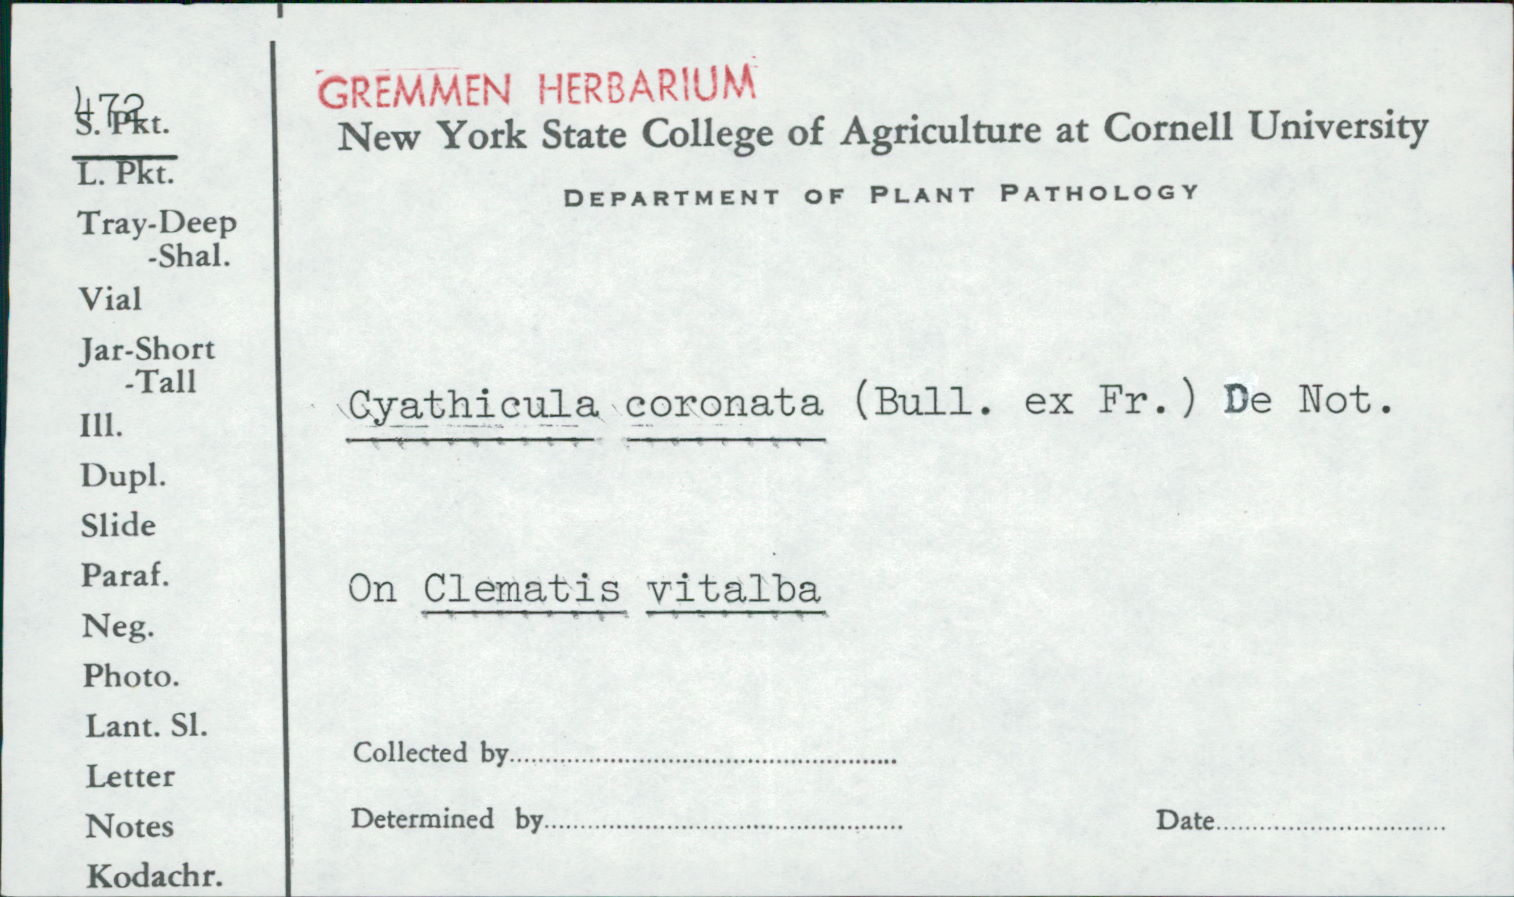 472
S. Pkt.
L. Pkt.
Tray-Deep
-Shal.
Vial
Jar-Short
-Tall
Ill.
Dupl.
Slide
Paraf.
Neg.
Photo.
Lant. Sl.
Letter
Notes
Kodachr.
GREMMEN HERBARIUM
New York State College of Agriculture at Cornell University
DEPARTMENT OF PLANT PATHOLOGY
Cyathicula coronata (Bull. ex Fr.) De Not.
On Clematis vitalba
Collected by
Determined by
Date